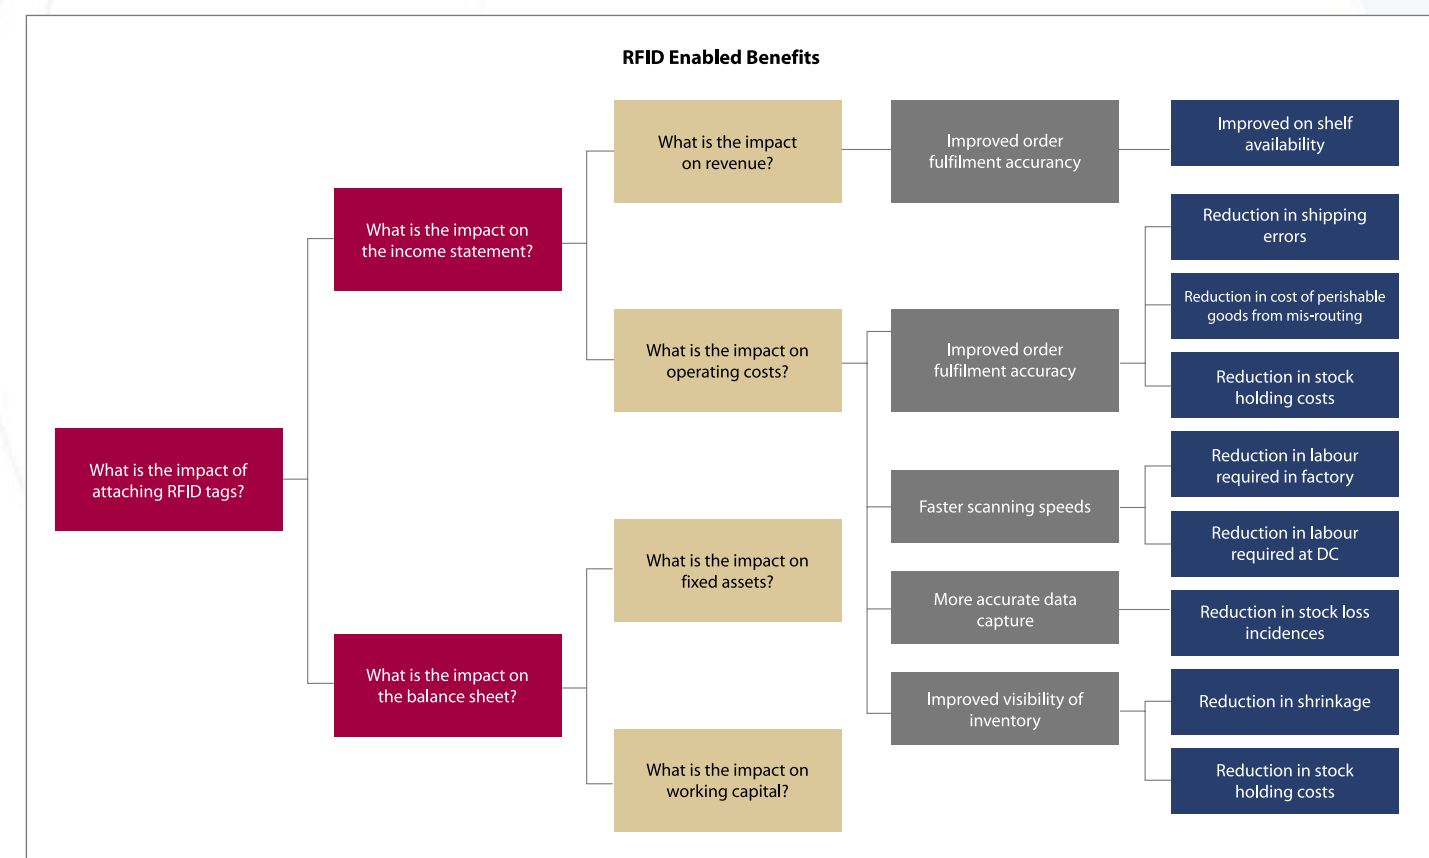 RFID Enabled Benefits
What is the impact of
attaching RFID tags?
What is the impact on
the income statement?
What is the impact on
the balance sheet?
What is the impact
on revenue?
What is the impact on
operating costs?
What is the impact on
fixed assets?
What is the impact on
working capital?
Improved order
fulfilment accurancy
Improved order
fulfilment accuracy
Faster scanning speeds
More accurate data
capture
Improved visibility of
inventory
Improved on shelf
availability
Reduction in shipping
errors
Reduction in cost of perishable
goods from mis-routing
Reduction in stock
holding costs
Reduction in labour
required in factory
Reduction in labour
required at DC
Reduction in stock loss
incidences
Reduction in shrinkage
Reduction in stock
holding costs